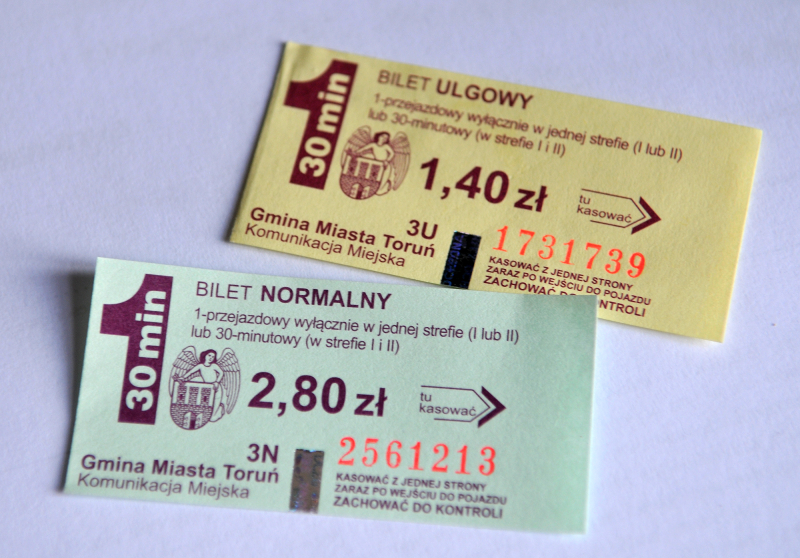 1
30 min
BILET ULGOWY
1-przejazdowy wyłącznie w jednej strefie (I lub II)
lub 30-minutowy (w strefie I i II)
1,40 zł
tu
kasować
3U
Gmina Miasta Toruń
Komunikacja Miejska
1731739
KASOWAĆ Z JEDNEJ STRONY
ZARAZ PO WEJŚCIU DO POJAZDU
ZACHOWAĆ DO KONTROLI
1
30 min
BILET NORMALNY
1-przejazdowy wyłącznie w jednej strefie (I lub II)
lub 30-minutowy (w strefie I i II)
2,80 zł
tu
kasować
3N
Gmina Miasta Toruń
Komunikacja Miejska
2561213
KASOWAĆ Z JEDNEJ STRONY
ZARAZ PO WEJŚCIU DO POJAZDU
ZACHOWAĆ DO KONTROLI